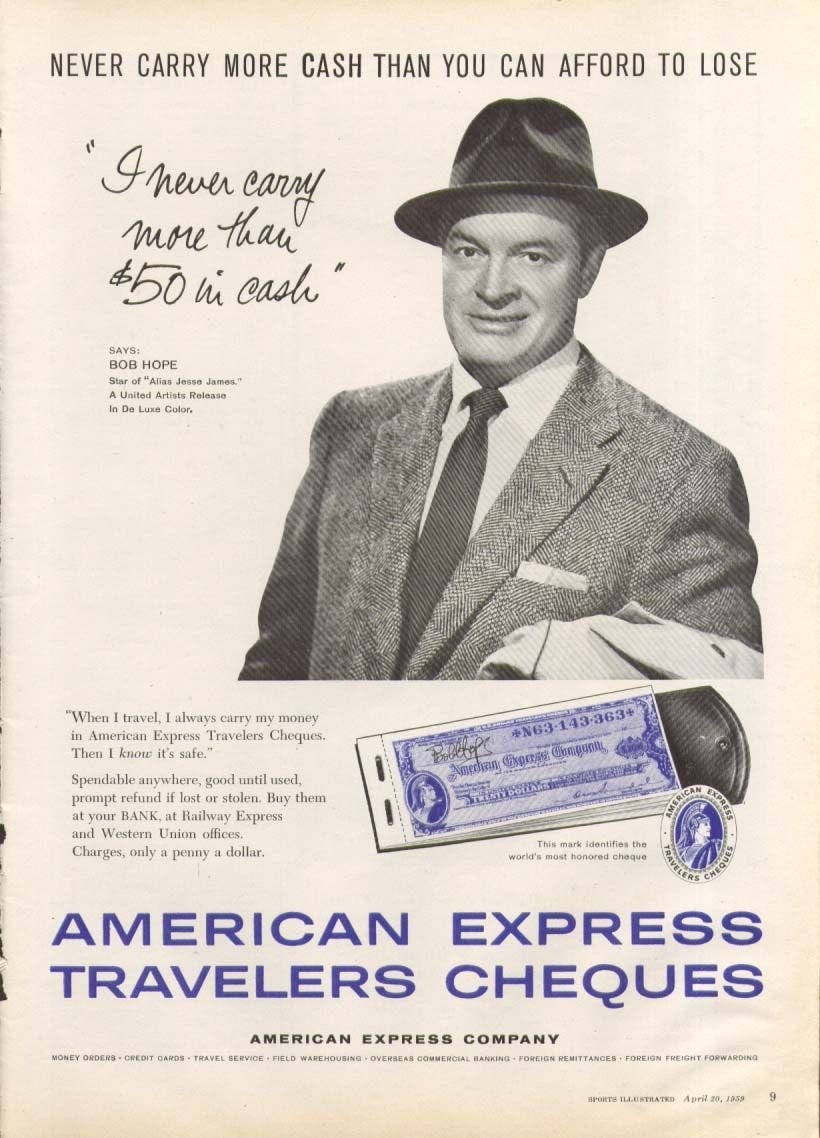 NEVER CARRY MORE CASH THAN YOU CAN AFFORD TO LOSE
"I never carry
more than
$50 in cash"
SAYS:
BOB HOPE
Star of "Alias Jesse James."
A United Artists Release
In De Luxe Color.
"When I travel, I always carry my money
in American Express Travelers Cheques.
Then I know it's safe."
Spendable anywhere, good until used,
prompt refund if lost or stolen. Buy them
at your BANK, at Railway Express
and Western Union offices.
Charges, only a penny a dollar.
*N63-143-363*
Bob Hope
American Express Company
TWENTY DOLLARS
This mark identifies the
world's most honored cheque
AMERICAN EXPRESS
TRAVELERS CHEQUES
AMERICAN EXPRESS
TRAVELERS CHEQUES
AMERICAN EXPRESS COMPANY
MONEY ORDERS • CREDIT CARDS • TRAVEL SERVICE • FIELD WAREHOUSING • OVERSEAS COMMERCIAL BANKING • FOREIGN REMITTANCES • FOREIGN FREIGHT FORWARDING
SPORTS ILLUSTRATED April 20, 1959 9